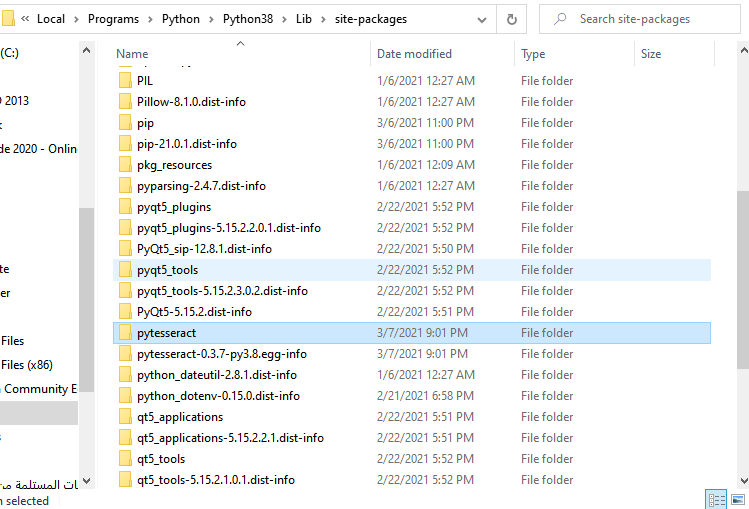 « Local > Programs > Python > Python38 > Lib > site-packages
Search site-packages
(C:)
O 2013
de 2020 - Online
te
er
Files
Files (x86)
Community E
ات المستلمة من
selected
Name Date modified Type Size
PIL 1/6/2021 12:27 AM File folder
Pillow-8.1.0.dist-info 1/6/2021 12:27 AM File folder
pip 3/6/2021 11:00 PM File folder
pip-21.0.1.dist-info 3/6/2021 11:00 PM File folder
pkg_resources 1/6/2021 12:09 AM File folder
pyparsing-2.4.7.dist-info 1/6/2021 12:27 AM File folder
pyqt5_plugins 2/22/2021 5:52 PM File folder
pyqt5_plugins-5.15.2.2.0.1.dist-info 2/22/2021 5:52 PM File folder
PyQt5_sip-12.8.1.dist-info 2/22/2021 5:50 PM File folder
pyqt5_tools 2/22/2021 5:52 PM File folder
pyqt5_tools-5.15.2.3.0.2.dist-info 2/22/2021 5:52 PM File folder
PyQt5-5.15.2.dist-info 2/22/2021 5:51 PM File folder
pytesseract 3/7/2021 9:01 PM File folder
pytesseract-0.3.7-py3.8.egg-info 3/7/2021 9:01 PM File folder
python_dateutil-2.8.1.dist-info 1/6/2021 12:27 AM File folder
python_dotenv-0.15.0.dist-info 2/21/2021 6:58 PM File folder
qt5_applications 2/22/2021 5:51 PM File folder
qt5_applications-5.15.2.2.1.dist-info 2/22/2021 5:51 PM File folder
qt5_tools 2/22/2021 5:52 PM File folder
qt5_tools-5.15.2.1.0.1.dist-info 2/22/2021 5:52 PM File folder